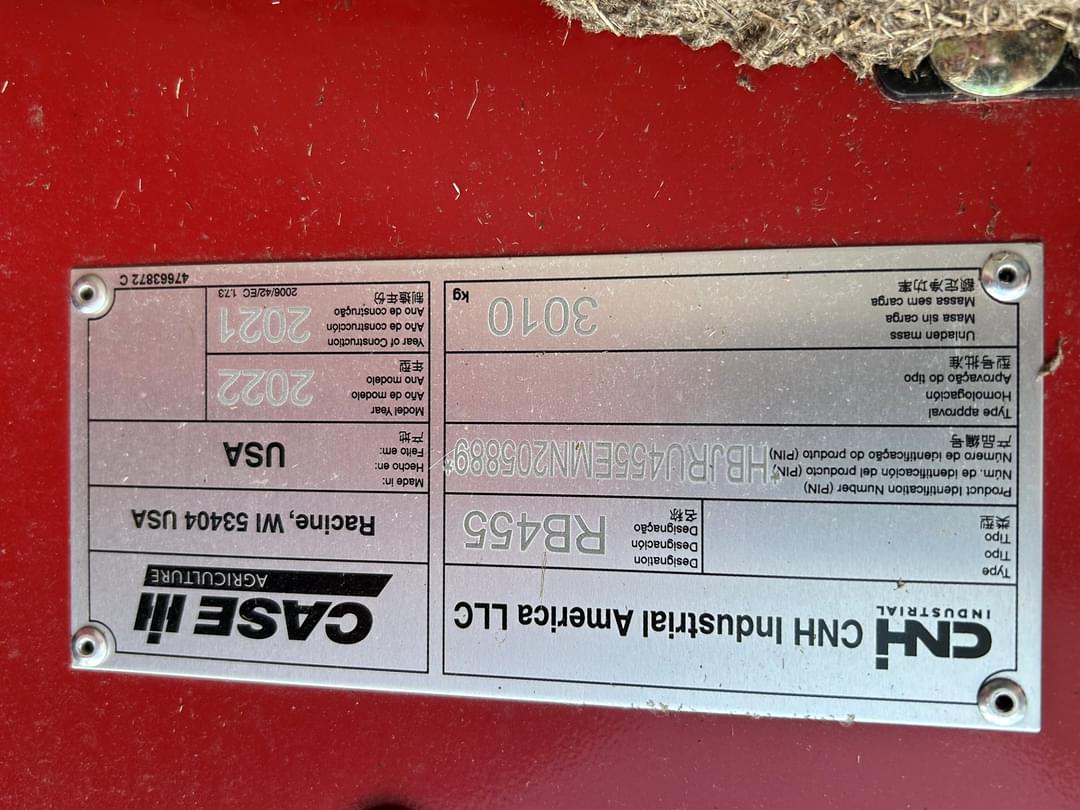 CNH INDUSTRIAL
CNH Industrial America LLC
Type
Tipo
Tipo
类型
Designation
Designación
Designação
名称
RB455
Product Identification Number (PIN)
Núm. de identificación del producto (PIN)
Número de identificação do produto (PIN)
产品编号
HBJRU455EMN205889
Type approval
Homologación
Aprovação do tipo
型号批准
Unladen mass
Masa sin carga
Massa sem carga
额定净功率
3010
kg
CASE IH
AGRICULTURE
Racine, WI 53404 USA
Made in:
Hecho en:
Feito em:
产地
USA
Model Year
Año de modelo
Ano modelo
年型
2022
Year of Construction
Año de construcción
Ano de construção
制造年份
2021
2006/42/EC 1.7.3
47663872 C